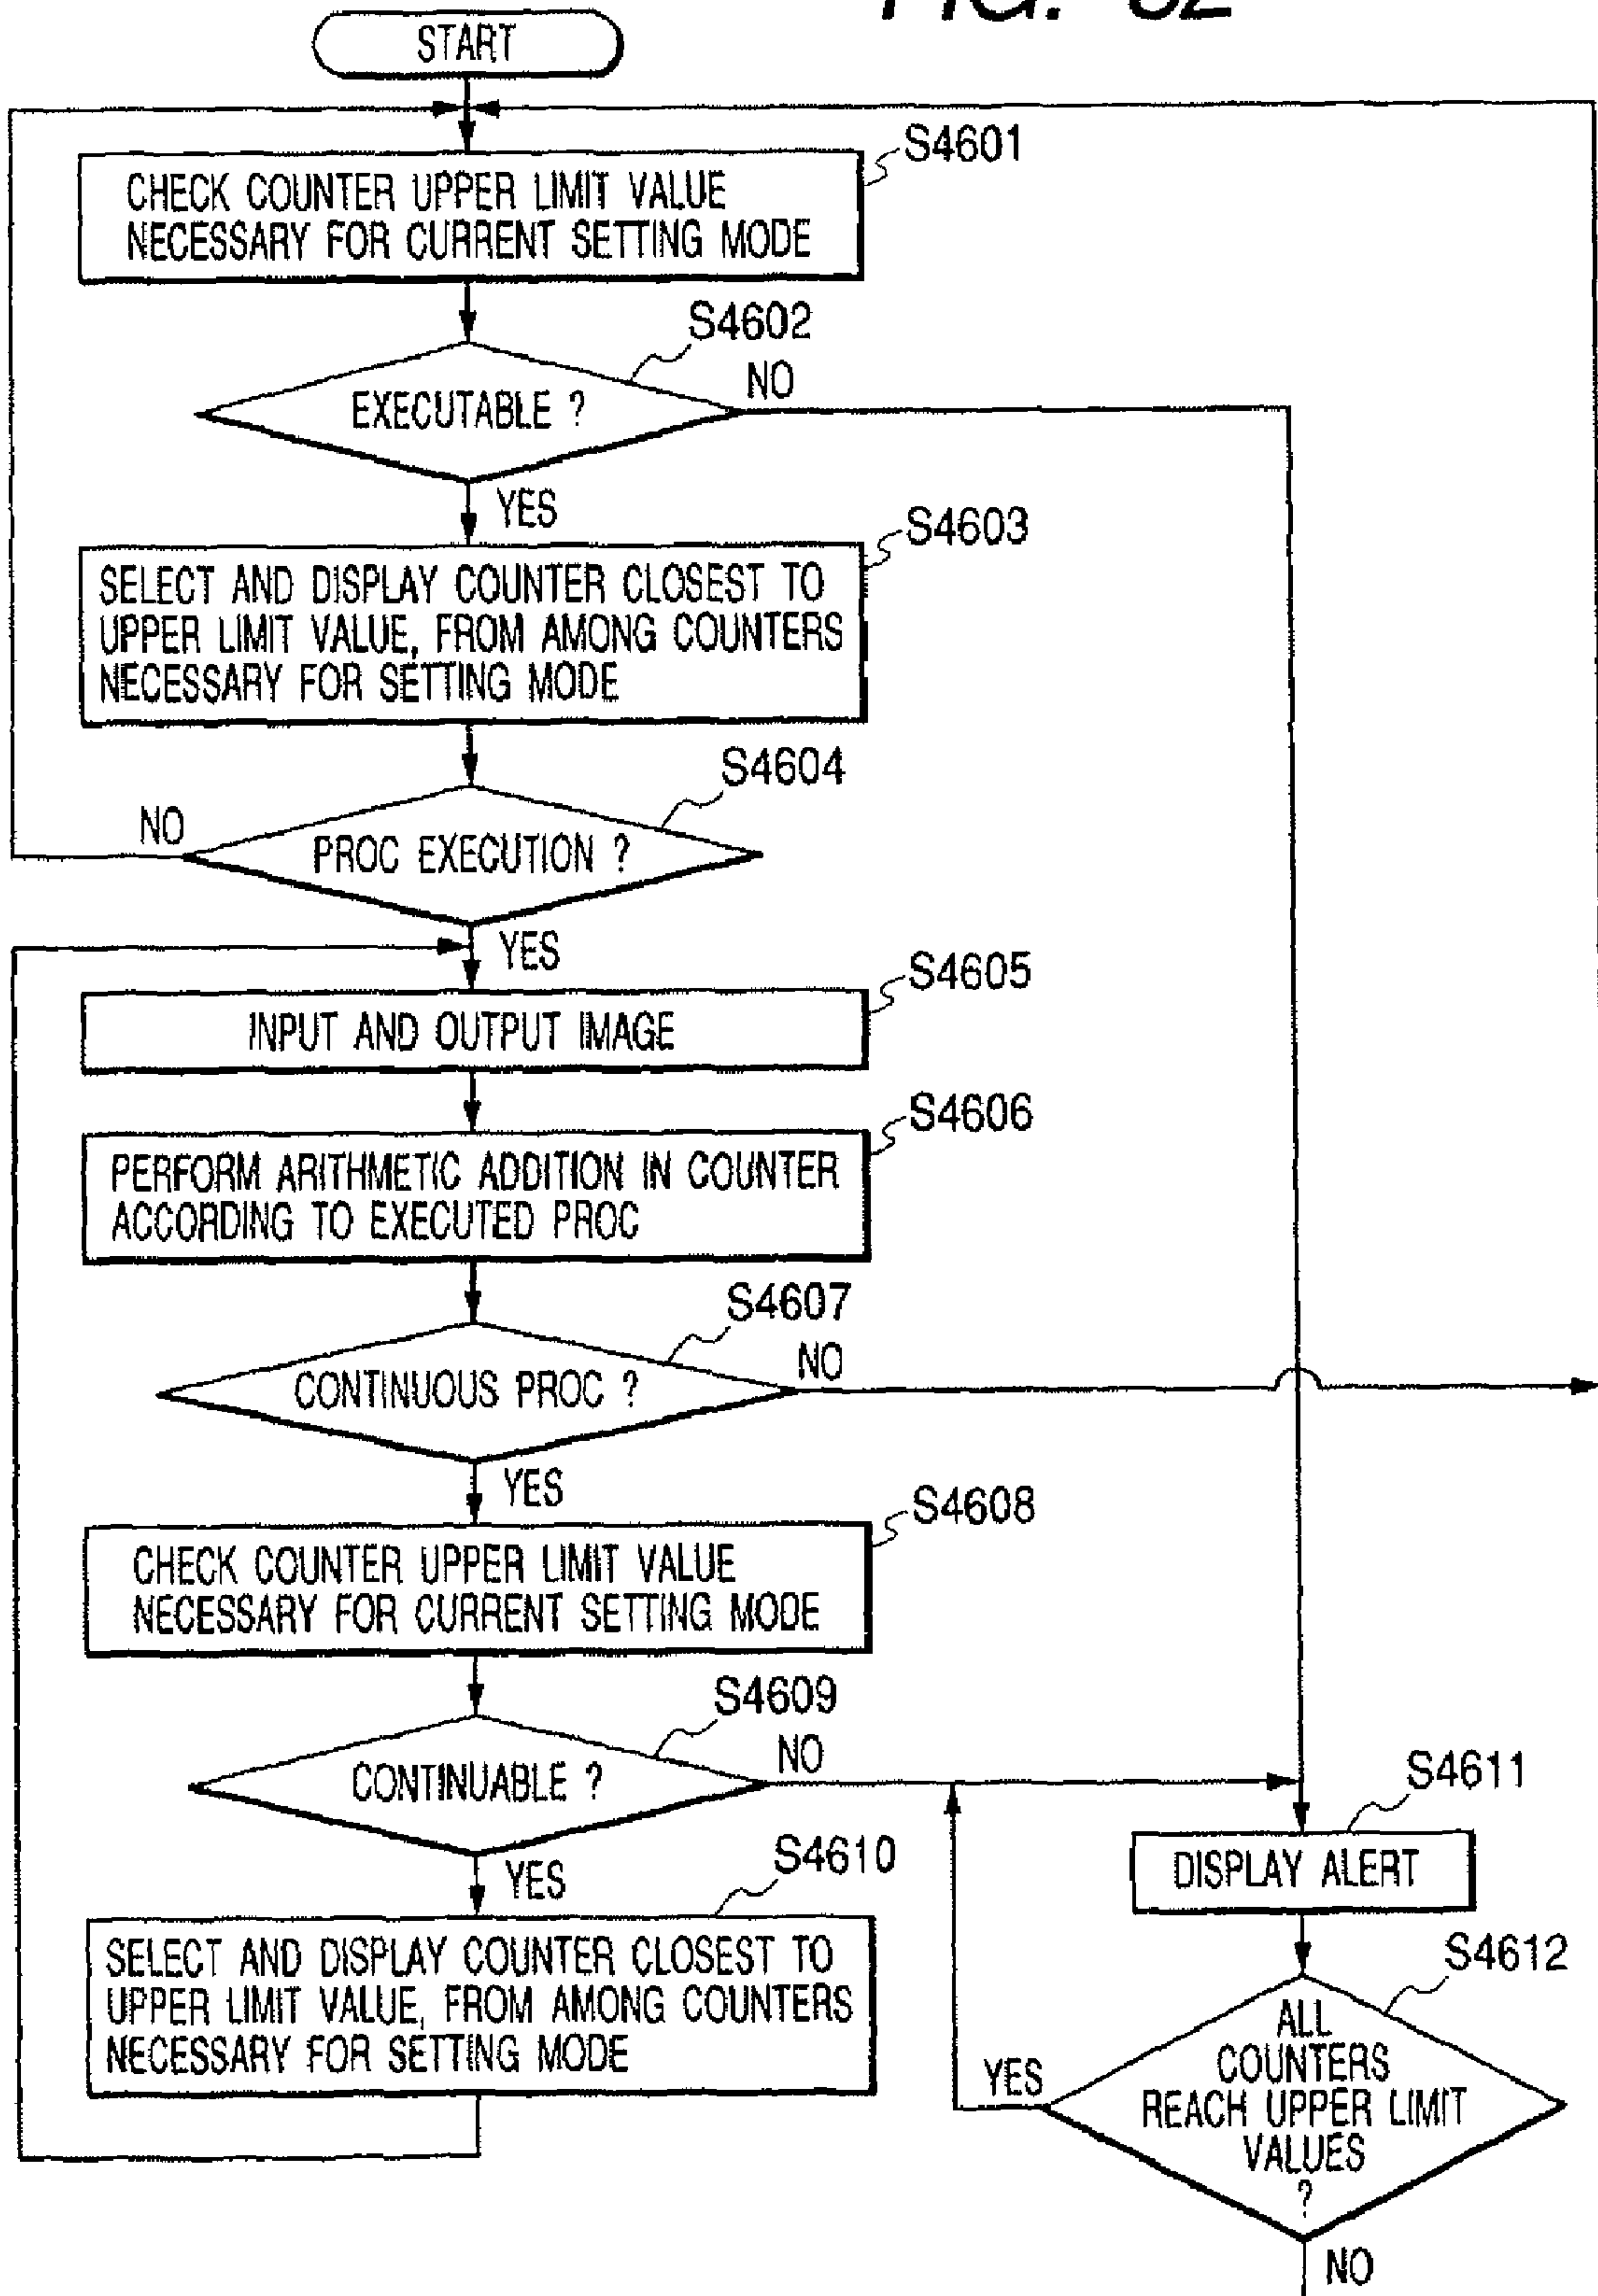 START
S4601
CHECK COUNTER UPPER LIMIT VALUE
NECESSARY FOR CURRENT SETTING MODE
S4602
EXECUTABLE ?
NO
YES
S4603
SELECT AND DISPLAY COUNTER CLOSEST TO
UPPER LIMIT VALUE, FROM AMONG COUNTERS
NECESSARY FOR SETTING MODE
S4604
NO
PROC EXECUTION ?
YES
S4605
INPUT AND OUTPUT IMAGE
S4606
PERFORM ARITHMETIC ADDITION IN COUNTER
ACCORDING TO EXECUTED PROC
S4607
NO
CONTINUOUS PROC ?
YES
S4608
CHECK COUNTER UPPER LIMIT VALUE
NECESSARY FOR CURRENT SETTING MODE
S4609
NO
CONTINUABLE ?
YES
S4610
SELECT AND DISPLAY COUNTER CLOSEST TO
UPPER LIMIT VALUE, FROM AMONG COUNTERS
NECESSARY FOR SETTING MODE
S4611
DISPLAY ALERT
S4612
ALL
COUNTERS
REACH UPPER LIMIT
VALUES
?
YES
NO